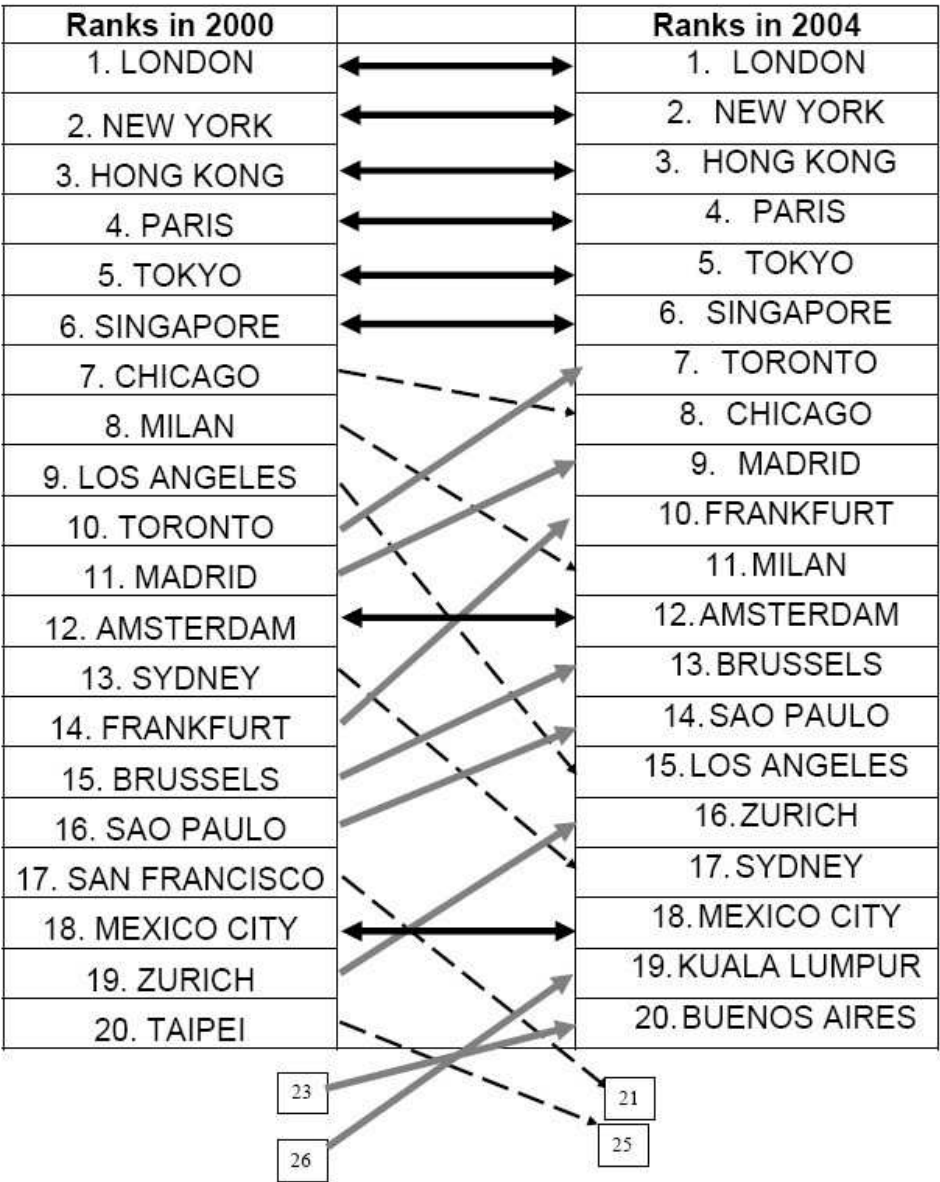 Ranks in 2000 Ranks in 2004
1. LONDON 1. LONDON
2. NEW YORK 2. NEW YORK
3. HONG KONG 3. HONG KONG
4. PARIS 4. PARIS
5. TOKYO 5. TOKYO
6. SINGAPORE 6. SINGAPORE
7. CHICAGO 7. TORONTO
8. MILAN 8. CHICAGO
9. LOS ANGELES 9. MADRID
10. TORONTO 10. FRANKFURT
11. MADRID 11. MILAN
12. AMSTERDAM 12. AMSTERDAM
13. SYDNEY 13. BRUSSELS
14. FRANKFURT 14. SAO PAULO
15. BRUSSELS 15. LOS ANGELES
16. SAO PAULO 16. ZURICH
17. SAN FRANCISCO 17. SYDNEY
18. MEXICO CITY 18. MEXICO CITY
19. ZURICH 19. KUALA LUMPUR
20. TAIPEI 20. BUENOS AIRES
23 21
26 25